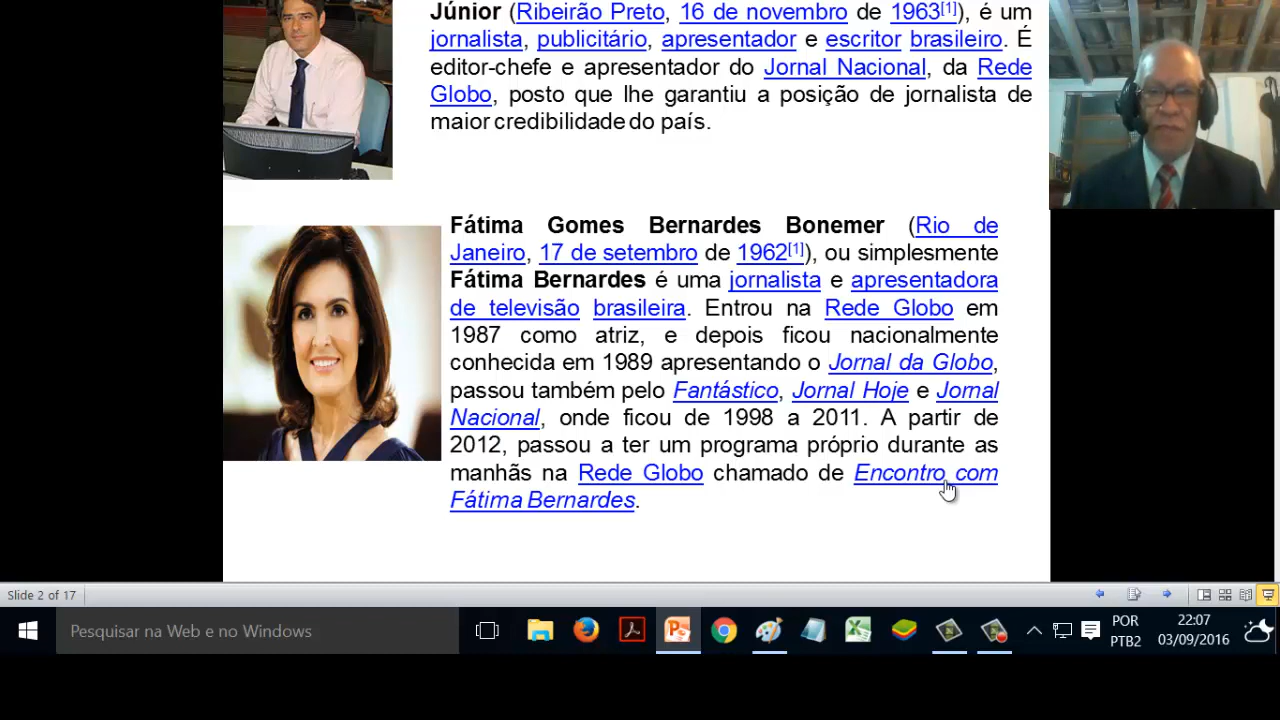 Júnior (Ribeirão Preto, 16 de novembro de 1963[1]), é um
jornalista, publicitário, apresentador e escritor brasileiro. É
editor-chefe e apresentador do Jornal Nacional, da Rede
Globo, posto que lhe garantiu a posição de jornalista de
maior credibilidade do país.
Fátima Gomes Bernardes Bonemer (Rio de
Janeiro, 17 de setembro de 1962[1]), ou simplesmente
Fátima Bernardes é uma jornalista e apresentadora
de televisão brasileira. Entrou na Rede Globo em
1987 como atriz, e depois ficou nacionalmente
conhecida em 1989 apresentando o Jornal da Globo,
passou também pelo Fantástico, Jornal Hoje e Jornal
Nacional, onde ficou de 1998 a 2011. A partir de
2012, passou a ter um programa próprio durante as
manhãs na Rede Globo chamado de Encontro com
Fátima Bernardes.
Slide 2 of 17
Pesquisar na Web e no Windows
POR
PTB2
22:07
03/09/2016